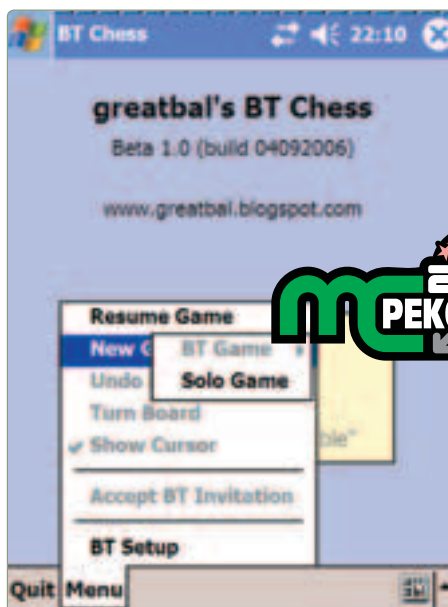 BT Chess 22:10
greatbal's BT Chess
Beta 1.0 (build 04092006)
www.greatbal.blogspot.com
Resume Game
New G
BT Game
Undo
Solo Game
Turn Board
Show Cursor
ble"
Accept BT Invitation
BT Setup
Quit Menu